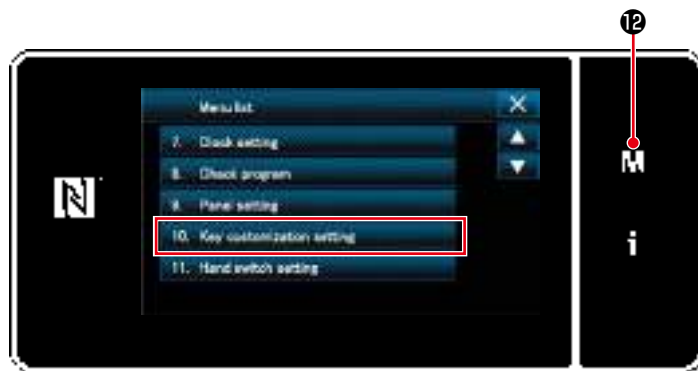 ⓬
Menu list
7. Clock setting
8. Check program
9. Panel setting
10. Key customization setting
11. Hand switch setting
M
i